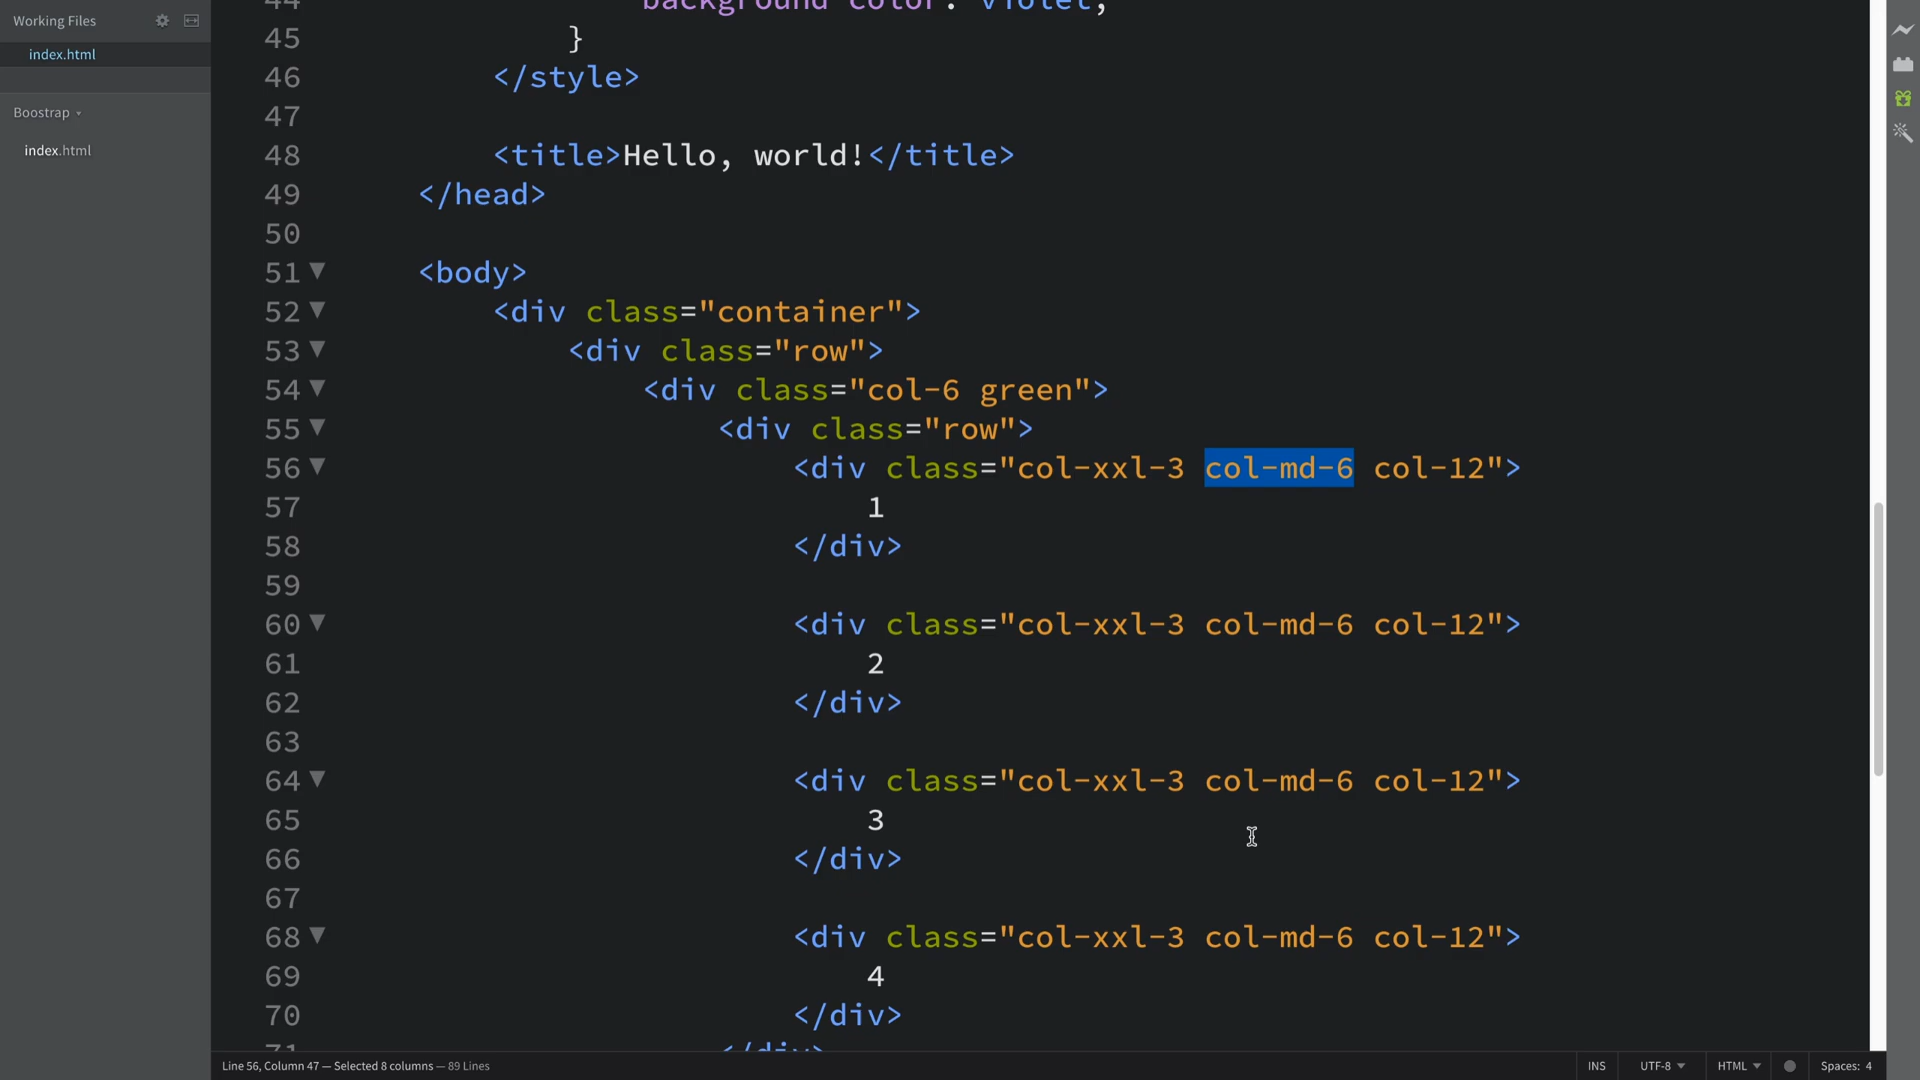 Working Files
index.html
Boostrap
index.html
44 background-color: violet;
45 }
46 </style>
47
48 <title>Hello, world!</title>
49 </head>
50
51 <body>
52 <div class="container">
53 <div class="row">
54 <div class="col-6 green">
55 <div class="row">
56 <div class="col-xxl-3 col-md-6 col-12">
57 1
58 </div>
59
60 <div class="col-xxl-3 col-md-6 col-12">
61 2
62 </div>
63
64 <div class="col-xxl-3 col-md-6 col-12">
65 3
66 </div>
67
68 <div class="col-xxl-3 col-md-6 col-12">
69 4
70 </div>
71 </div>
Line 56, Column 47 — Selected 8 columns — 89 Lines
INS UTF-8 HTML Spaces: 4